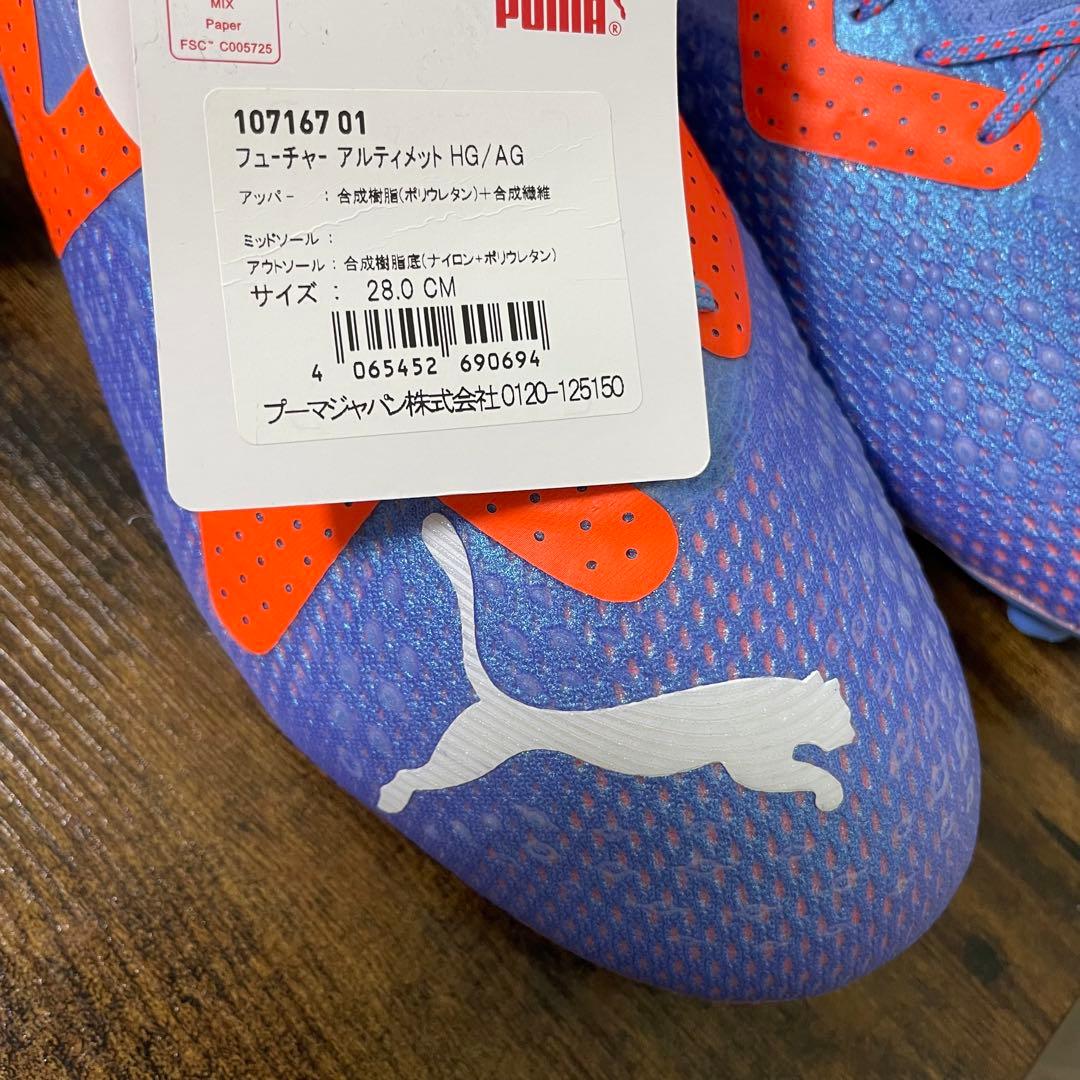 MIX
Paper
FSC™ C005725
PUMA®
107167 01
フューチャー アルティメット HG/AG
アッパー : 合成樹脂(ポリウレタン)+合成繊維
ミッドソール :
アウトソール : 合成樹脂底(ナイロン+ポリウレタン)
サイズ : 28.0 CM
4 065452 690694
プーマジャパン株式会社0120-125150